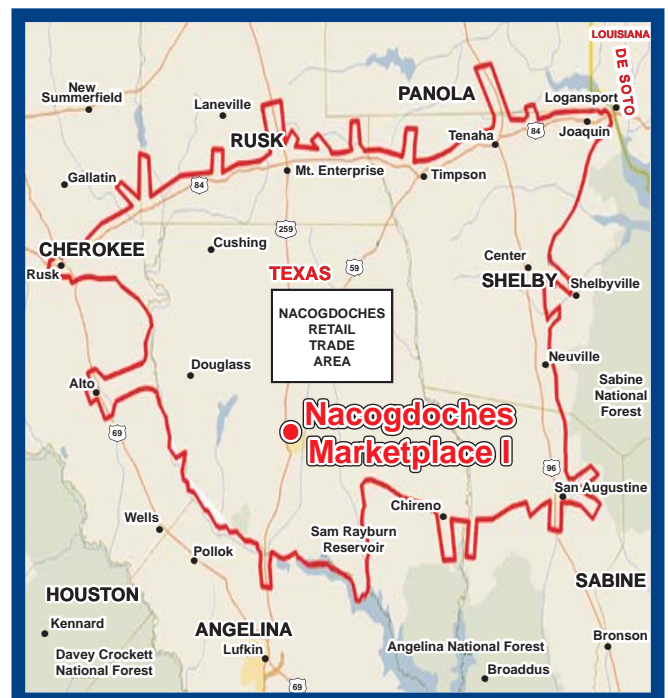 LOUISIANA
DE SOTO
PANOLA
New
Summerfield
Laneville
Logansport
RUSK
Tenaha
84
Joaquin
Gallatin
84
Mt. Enterprise
Timpson
259
CHEROKEE
Cushing
Rusk
TEXAS
59
Center
SHELBY
Shelbyville
NACOGDOCHES
RETAIL
TRADE
AREA
Douglass
Neuville
Alto
Sabine
National
Forest
69
Nacogdoches
Marketplace I
96
San Augustine
Chireno
Wells
Sam Rayburn
Reservoir
Pollok
SABINE
HOUSTON
Kennard
ANGELINA
Bronson
Lufkin
Davey Crockett
National Forest
Angelina National Forest
Broaddus
69